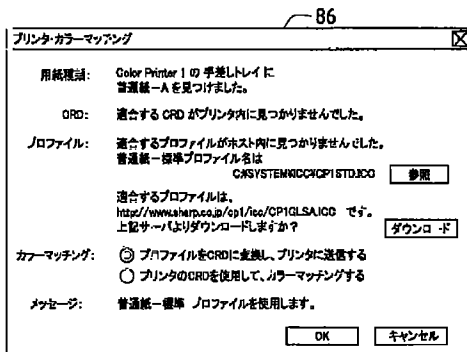 86
プリンタ・カラーマッチング
用紙種類: Color Printer 1 の 手差しトレイ に
普通紙-A を見つけました。
CRD: 適合する CRD がプリンタ内に見つかりませんでした。
プロファイル: 適合するプロファイルがホスト内に見つかりませんでした。
普通紙-標準プロファイル名は
C:¥SYSTEM¥ICC¥CP1STD.ICC 参照
適合するプロファイルは、
http://www.sharp.co.jp/cp1/icc/CP1GLSA.ICC です。
上記サーバよりダウンロードしますか? ダウンロード
カラーマッチング: プロファイルをCRDに変換し、プリンタに送信する
プリンタのCRDを使用して、カラーマッチングする
メッセージ: 普通紙-標準 プロファイルを使用します。
OK キャンセル